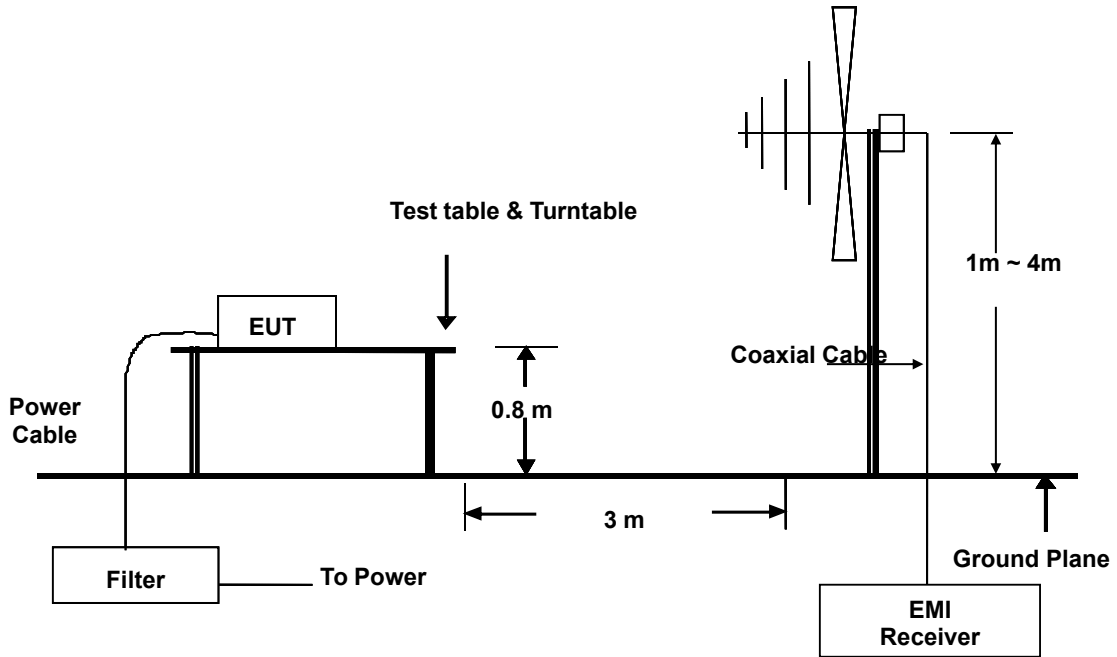 Test table & Turntable
1m ~ 4m
EUT
Coaxial Cable
0.8 m
Power
Cable
3 m
Ground Plane
Filter
To Power
EMI
Receiver